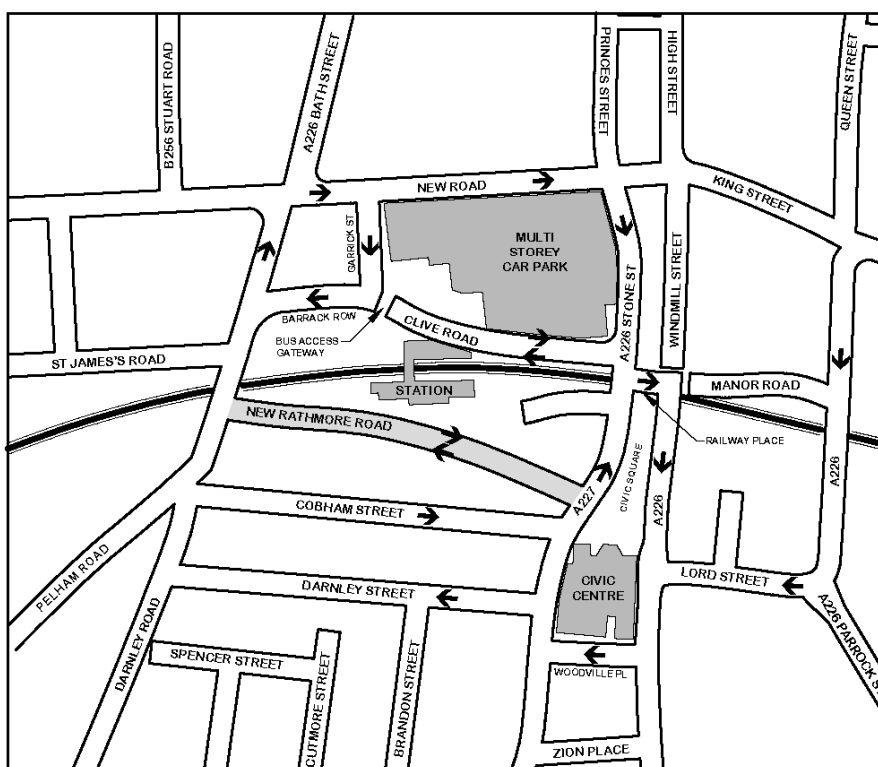 B256 STUART ROAD
A226 BATH STREET
PRINCES STREET
HIGH STREET
QUEEN STREET
NEW ROAD
KING STREET
GARRICK ST
MULTI
STOREY
CAR PARK
A226 STONE ST
WINDMILL STREET
BARRACK ROW
BUS ACCESS
GATEWAY
CLIVE ROAD
ST JAMES'S ROAD
STATION
MANOR ROAD
RAILWAY PLACE
NEW RATHMORE ROAD
CIVIC SQUARE
A227
A226
A226
COBHAM STREET
PELHAM ROAD
DARNLEY STREET
CIVIC
CENTRE
LORD STREET
A226 PARROCK S
DARNLEY ROAD
SPENCER STREET
CUTMORE STREET
BRANDON STREET
WOODVILLE PL
ZION PLACE